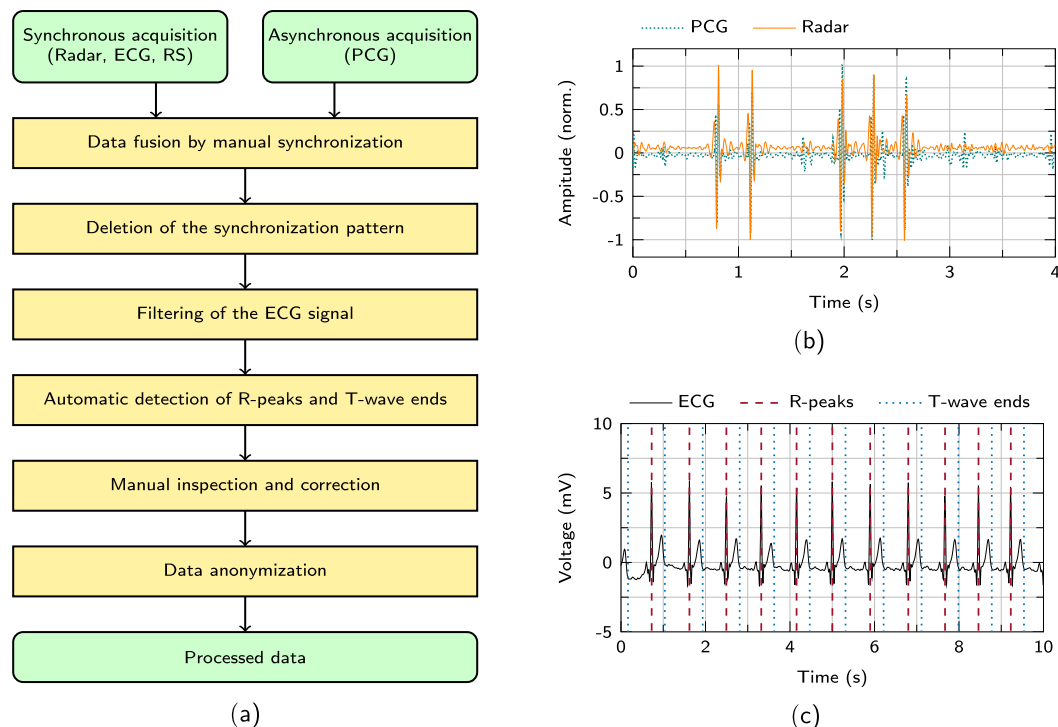 Synchronous acquisition
(Radar, ECG, RS)
Asynchronous acquisition
(PCG)
Data fusion by manual synchronization
Deletion of the synchronization pattern
Filtering of the ECG signal
Automatic detection of R-peaks and T-wave ends
Manual inspection and correction
Data anonymization
Processed data
(a)
PCG Radar
Ampitude (norm.)
1
0.5
0
-0.5
-1
0 1 2 3 4
Time (s)
(b)
ECG R-peaks T-wave ends
Voltage (mV)
10
5
0
-5
0 2 4 6 8 10
Time (s)
(c)